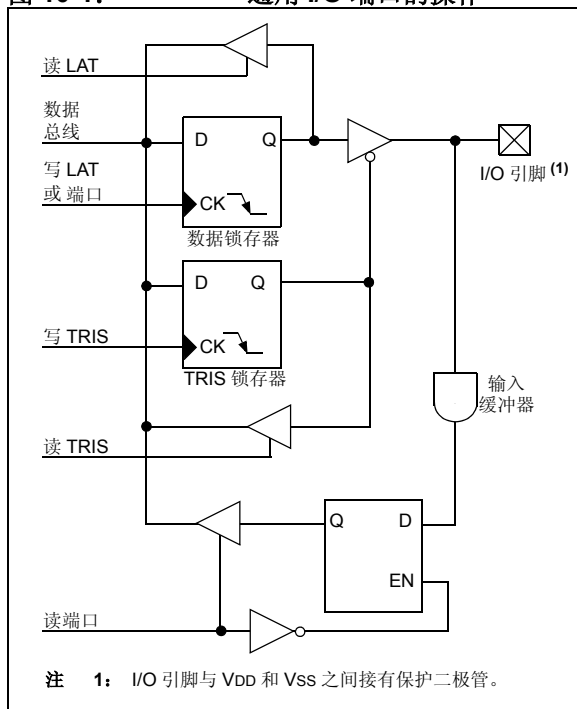 读 LAT
数据
总线
写 LAT
或 端口
D Q
CK
数据锁存器
I/O 引脚 (1)
D Q
CK
写 TRIS
TRIS 锁存器
输入
缓冲器
读 TRIS
Q D
EN
读端口
注 1: I/O 引脚与 VDD 和 VSS 之间接有保护二极管。